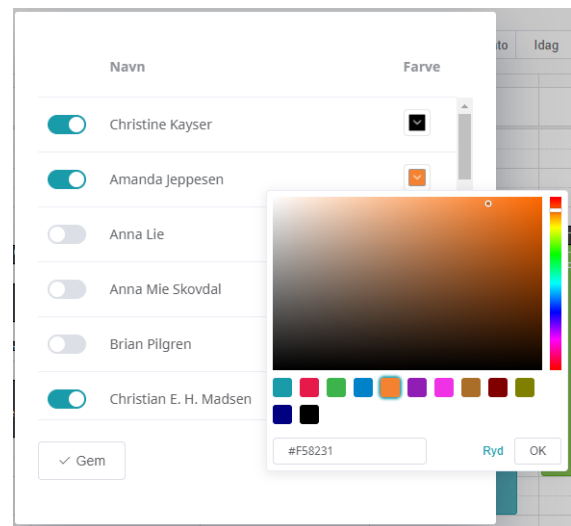 to Idag
Navn Farve
Christine Kayser
Amanda Jeppesen
Anna Lie
Anna Mie Skovdal
Brian Pilgren
Christian E. H. Madsen
#F58231 Ryd OK
Gem